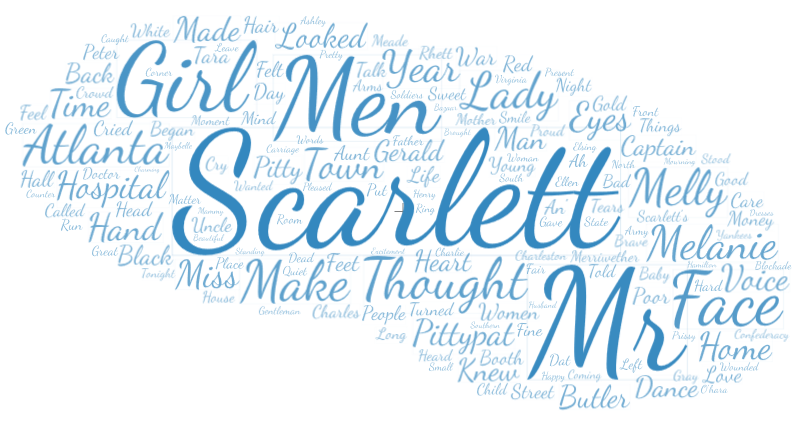 Ashley
White Made Hair Looked
Caught Peter Tara Leave Pretty Meade
Girl Corner Felt Men Talk Year Rhett War Red
Back Crowd Day Arms Soldiers Sweet Lady Virginia Present Night
Feel Time Moment Mind Bazaar Mother Smile Eyes Gold Front
Green Cried Began Words Father Brought Man Proud Things
Atlanta Maybelle Carriage Aunt Gerald Woman Elsing Captain
Channing Cry Pitty Town Young Ah North Mourning Stood
Hall Doctor Wanted Pleased Life South Ellen Bad Melly Good
Counter Hospital Matter Put Henry Care
Called Head Mammy Scarlett Ring An Tears Scarlett's Dresses
Run Hand Uncle Room Gave State Money
Great Beautiful Army Yankees
Black Standing Excitement Charlie Charleston Merriwether Brave Melanie
Tonight Miss Place Dead Feet Heart Fair Told Baby Hamilton Blockade
Quiet Make Thought Hard Voice
House Husband Poor Face
Gentleman Charles People Turned Women Mr
Long Southern Fine Prissy Confederacy
Pittypat Home
Heard Booth Dat Left
Small Knew Happy Coming Gray Love Wounded
Child Street Butler Dance O'hara